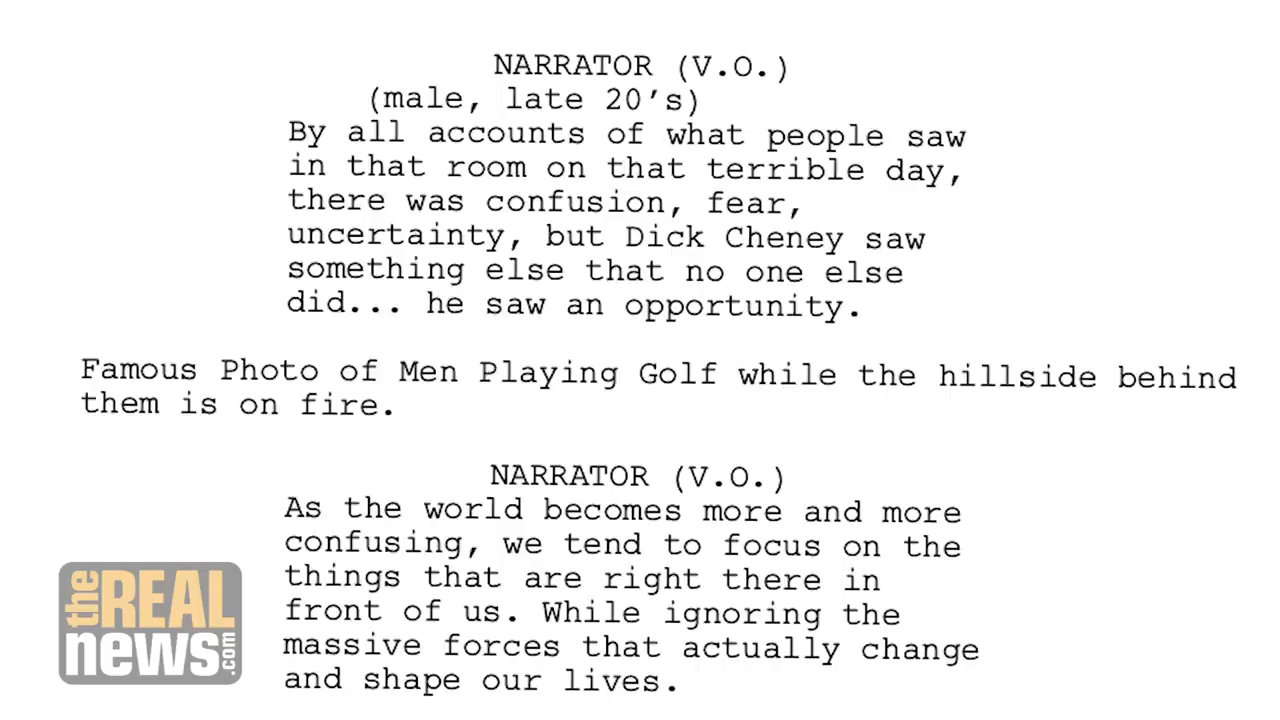 NARRATOR (V.O.)
(male, late 20's)
By all accounts of what people saw
in that room on that terrible day,
there was confusion, fear,
uncertainty, but Dick Cheney saw
something else that no one else
did... he saw an opportunity.
Famous Photo of Men Playing Golf while the hillside behind
them is on fire.
NARRATOR (V.O.)
As the world becomes more and more
confusing, we tend to focus on the
things that are right there in
front of us. While ignoring the
massive forces that actually change
and shape our lives.
the REAL
news.com